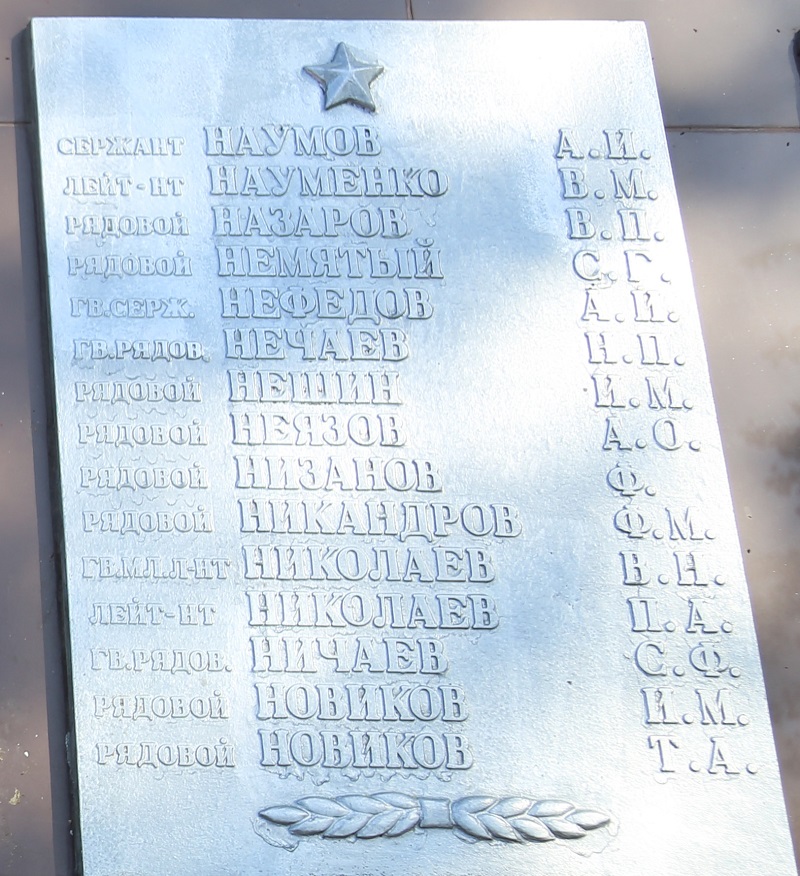 СЕРЖАНТ НАУМОВ А.И.
ЛЕЙТ-НТ НАУМЕНКО В.М.
РЯДОВОЙ НАЗАРОВ В.П.
РЯДОВОЙ НЕМЯТЫЙ С.Г.
ГВ.СЕРЖ. НЕФЕДОВ А.И.
ГВ.РЯДОВ. НЕЧАЕВ Н.П.
РЯДОВОЙ НЕШИН И.М.
РЯДОВОЙ НЕЯЗОВ А.О.
РЯДОВОЙ НИЗАНОВ Ф.
РЯДОВОЙ НИКАНДРОВ Ф.М.
ГВ.МЛ.Л-НТ НИКОЛАЕВ В.Н.
ЛЕЙТ-НТ НИКОЛАЕВ П.А.
ГВ.РЯДОВ. НИЧАЕВ С.Ф.
РЯДОВОЙ НОВИКОВ И.М.
РЯДОВОЙ НОВИКОВ Т.А.